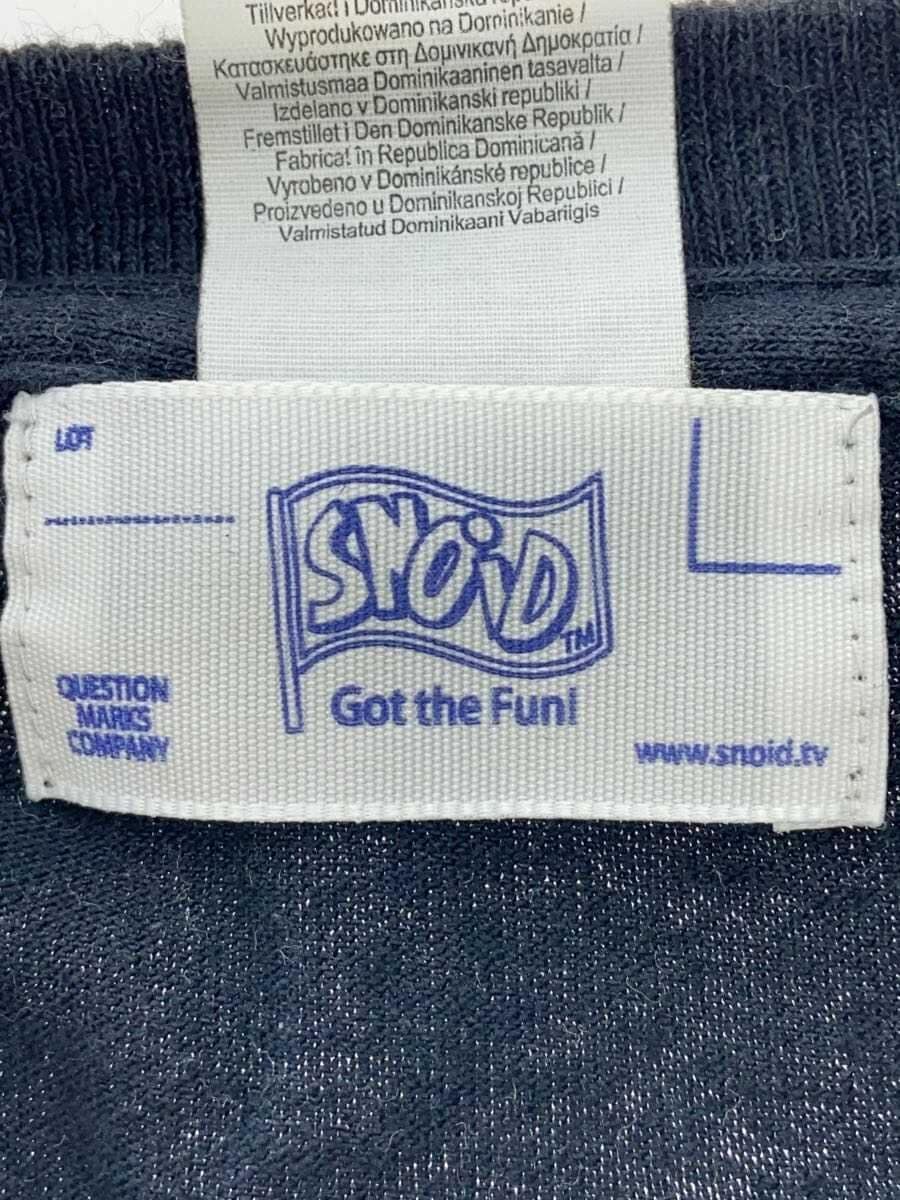 Tillverkad i Dominikanska
Wyprodukowano na Dominikanie /
Κατασκευάστηκε στη Δομινικανή Δημοκρατία /
Valmistusmaa Dominikaaninen tasavalta /
Izdelano v Dominikanski republiki /
Fremstillet i Den Dominikanske Republik /
Fabricat în Republica Dominicană /
Vyrobeno v Dominikánské republice /
Proizvedeno u Dominikanskoj Republici /
Valmistatud Dominikaani Vabariigis
LOT
L
SNOID™
Got the Fun!
QUESTION
MARKS
COMPANY
www.snoid.tv